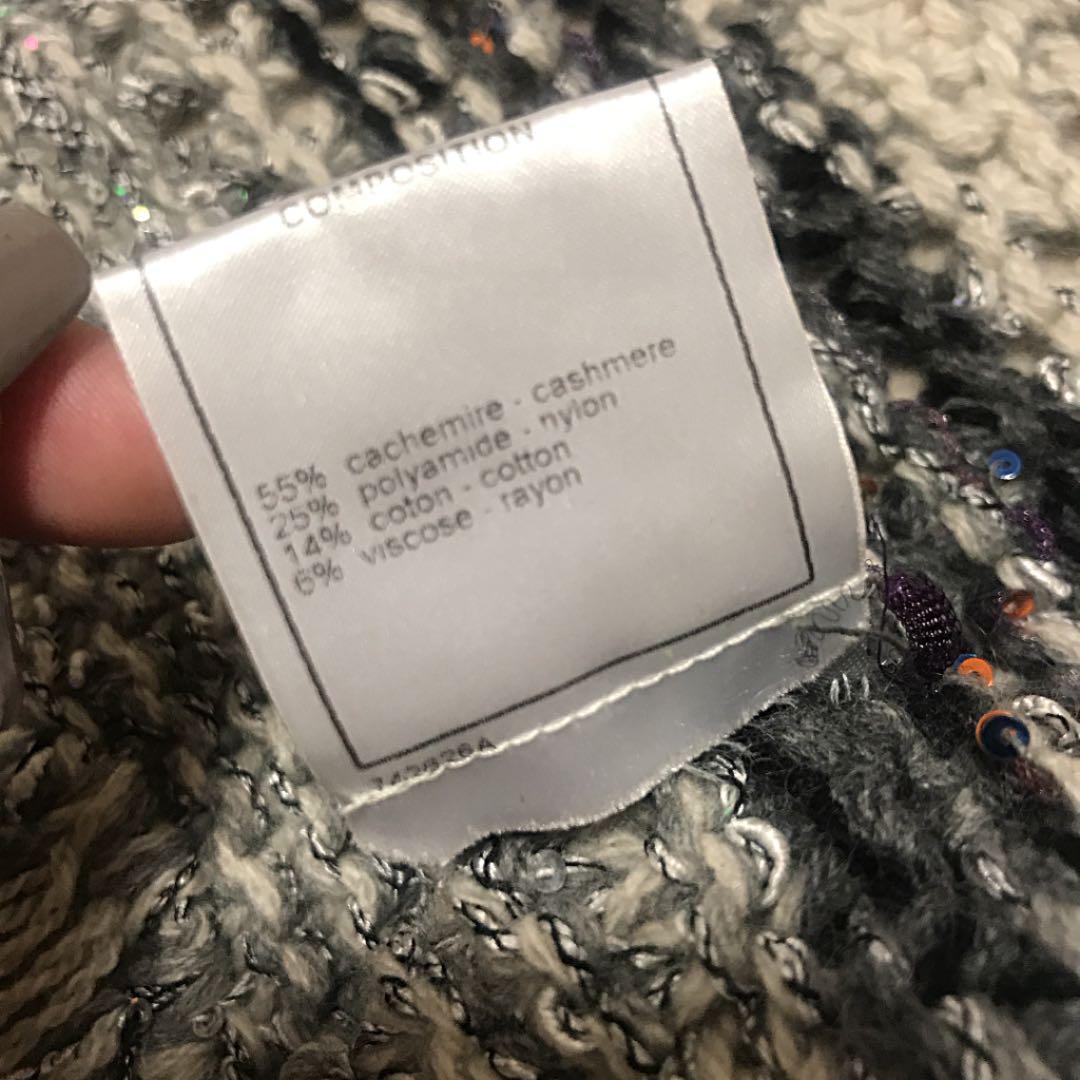 COMPOSITION
55% cachemire - cashmere
25% polyamide - nylon
14% coton - cotton
6% viscose - rayon